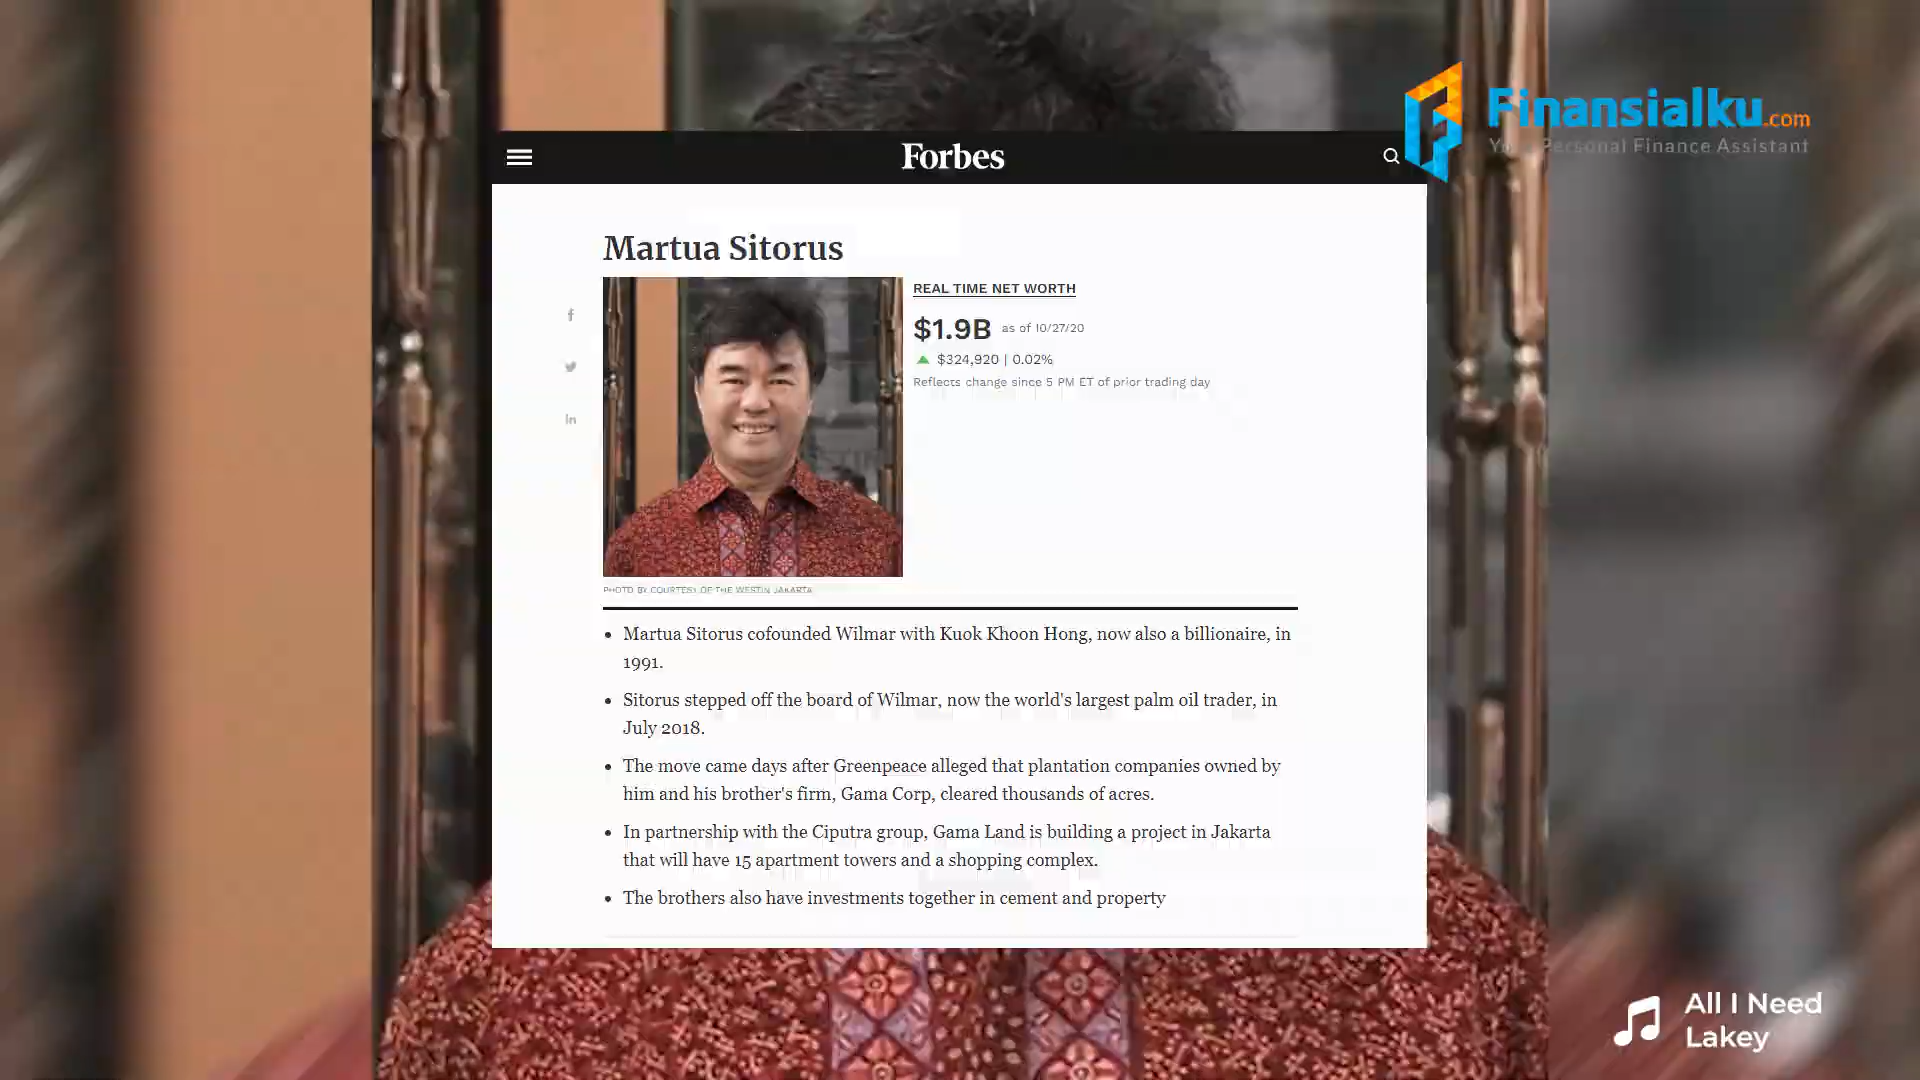 Finansialku.com
Your Personal Finance Assistant
Forbes
Martua Sitorus
REAL TIME NET WORTH
$1.9B as of 10/27/20
$324,920 | 0.02%
Reflects change since 5 PM ET of prior trading day
PHOTO BY COURTESY OF THE WESTIN JAKARTA
• Martua Sitorus cofounded Wilmar with Kuok Khoon Hong, now also a billionaire, in
1991.
• Sitorus stepped off the board of Wilmar, now the world's largest palm oil trader, in
July 2018.
• The move came days after Greenpeace alleged that plantation companies owned by
him and his brother's firm, Gama Corp, cleared thousands of acres.
• In partnership with the Ciputra group, Gama Land is building a project in Jakarta
that will have 15 apartment towers and a shopping complex.
• The brothers also have investments together in cement and property
All I Need
Lakey